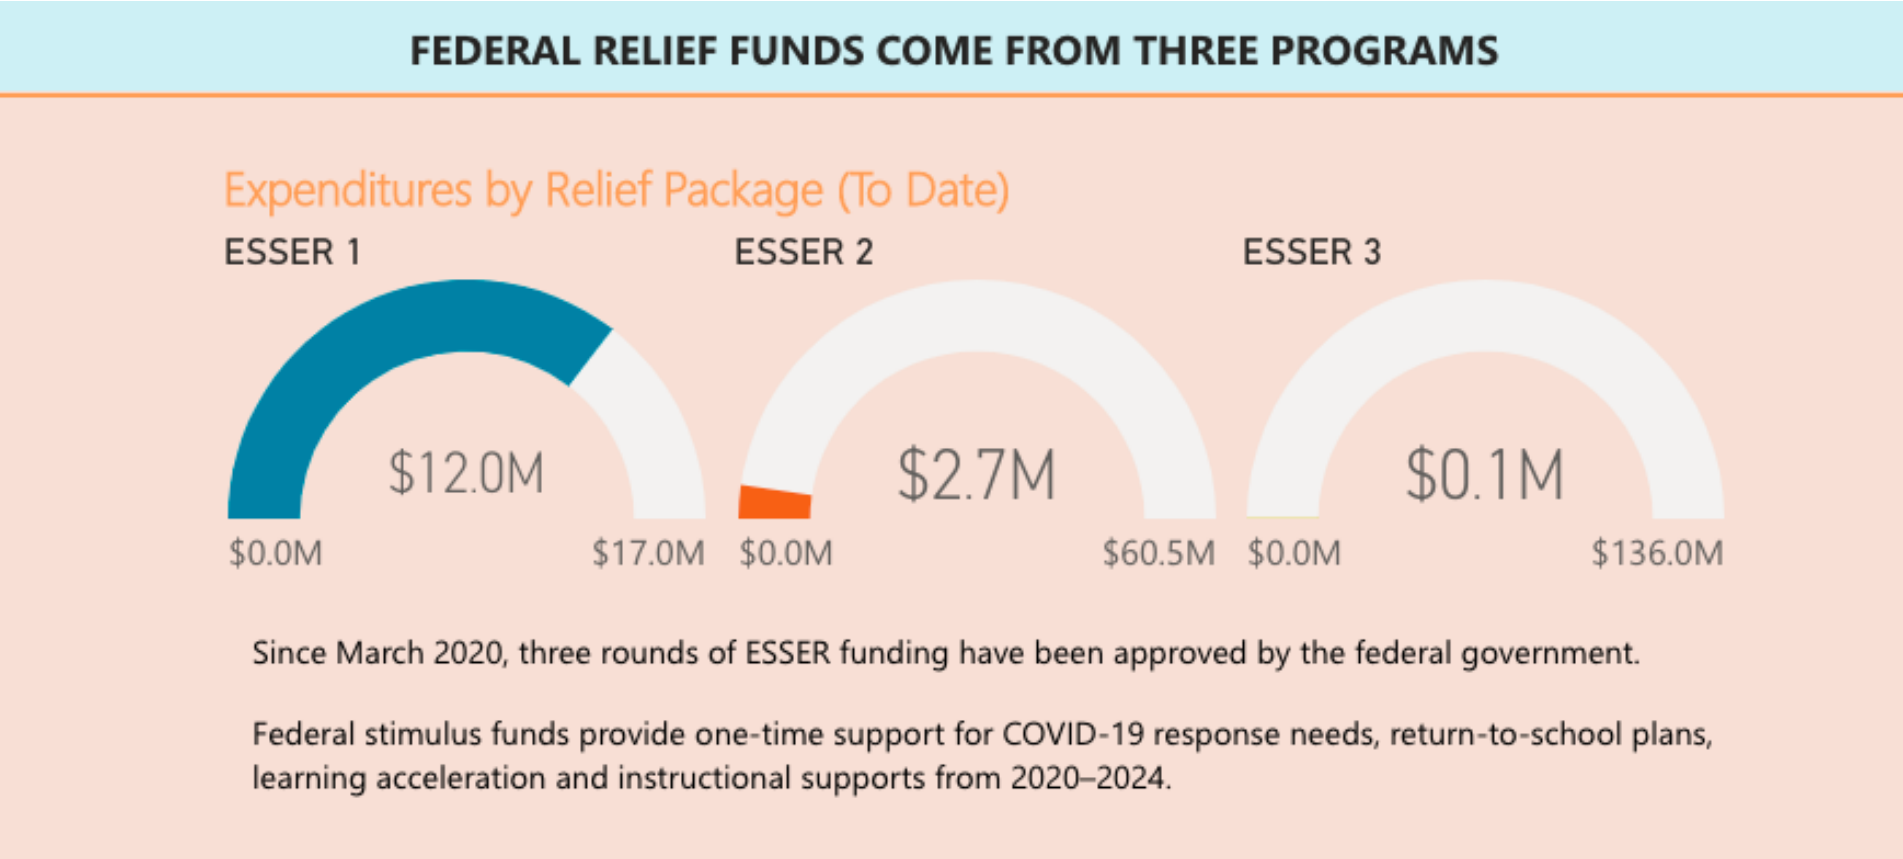 FEDERAL RELIEF FUNDS COME FROM THREE PROGRAMS
Expenditures by Relief Package (To Date)
ESSER 1
ESSER 2
ESSER 3
$12.0M
$2.7M
$0.1M
$0.0M
$17.0M
$0.0M
$60.5M
$0.0M
$136.0M
Since March 2020, three rounds of ESSER funding have been approved by the federal government.
Federal stimulus funds provide one-time support for COVID-19 response needs, return-to-school plans,
learning acceleration and instructional supports from 2020–2024.